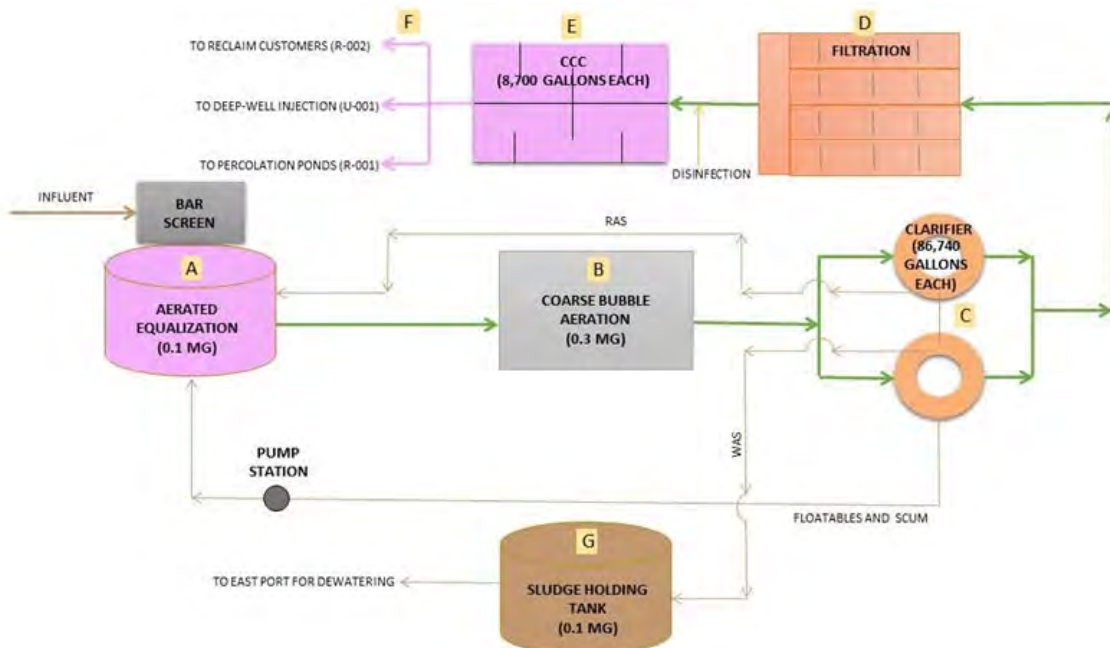 F
E
D
TO RECLAIM CUSTOMERS (R-002)
TO DEEP-WELL INJECTION (U-001)
TO PERCOLATION PONDS (R-001)
CCC
(8,700 GALLONS EACH)
FILTRATION
DISINFECTION
INFLUENT
BAR
SCREEN
RAS
A
AERATED
EQUALIZATION
(0.1 MG)
B
COARSE BUBBLE
AERATION
(0.3 MG)
CLARIFIER
(86,740
GALLONS
EACH)
C
WAS
PUMP
STATION
FLOATABLES AND SCUM
G
SLUDGE HOLDING
TANK
(0.1 MG)
TO EAST PORT FOR DEWATERING